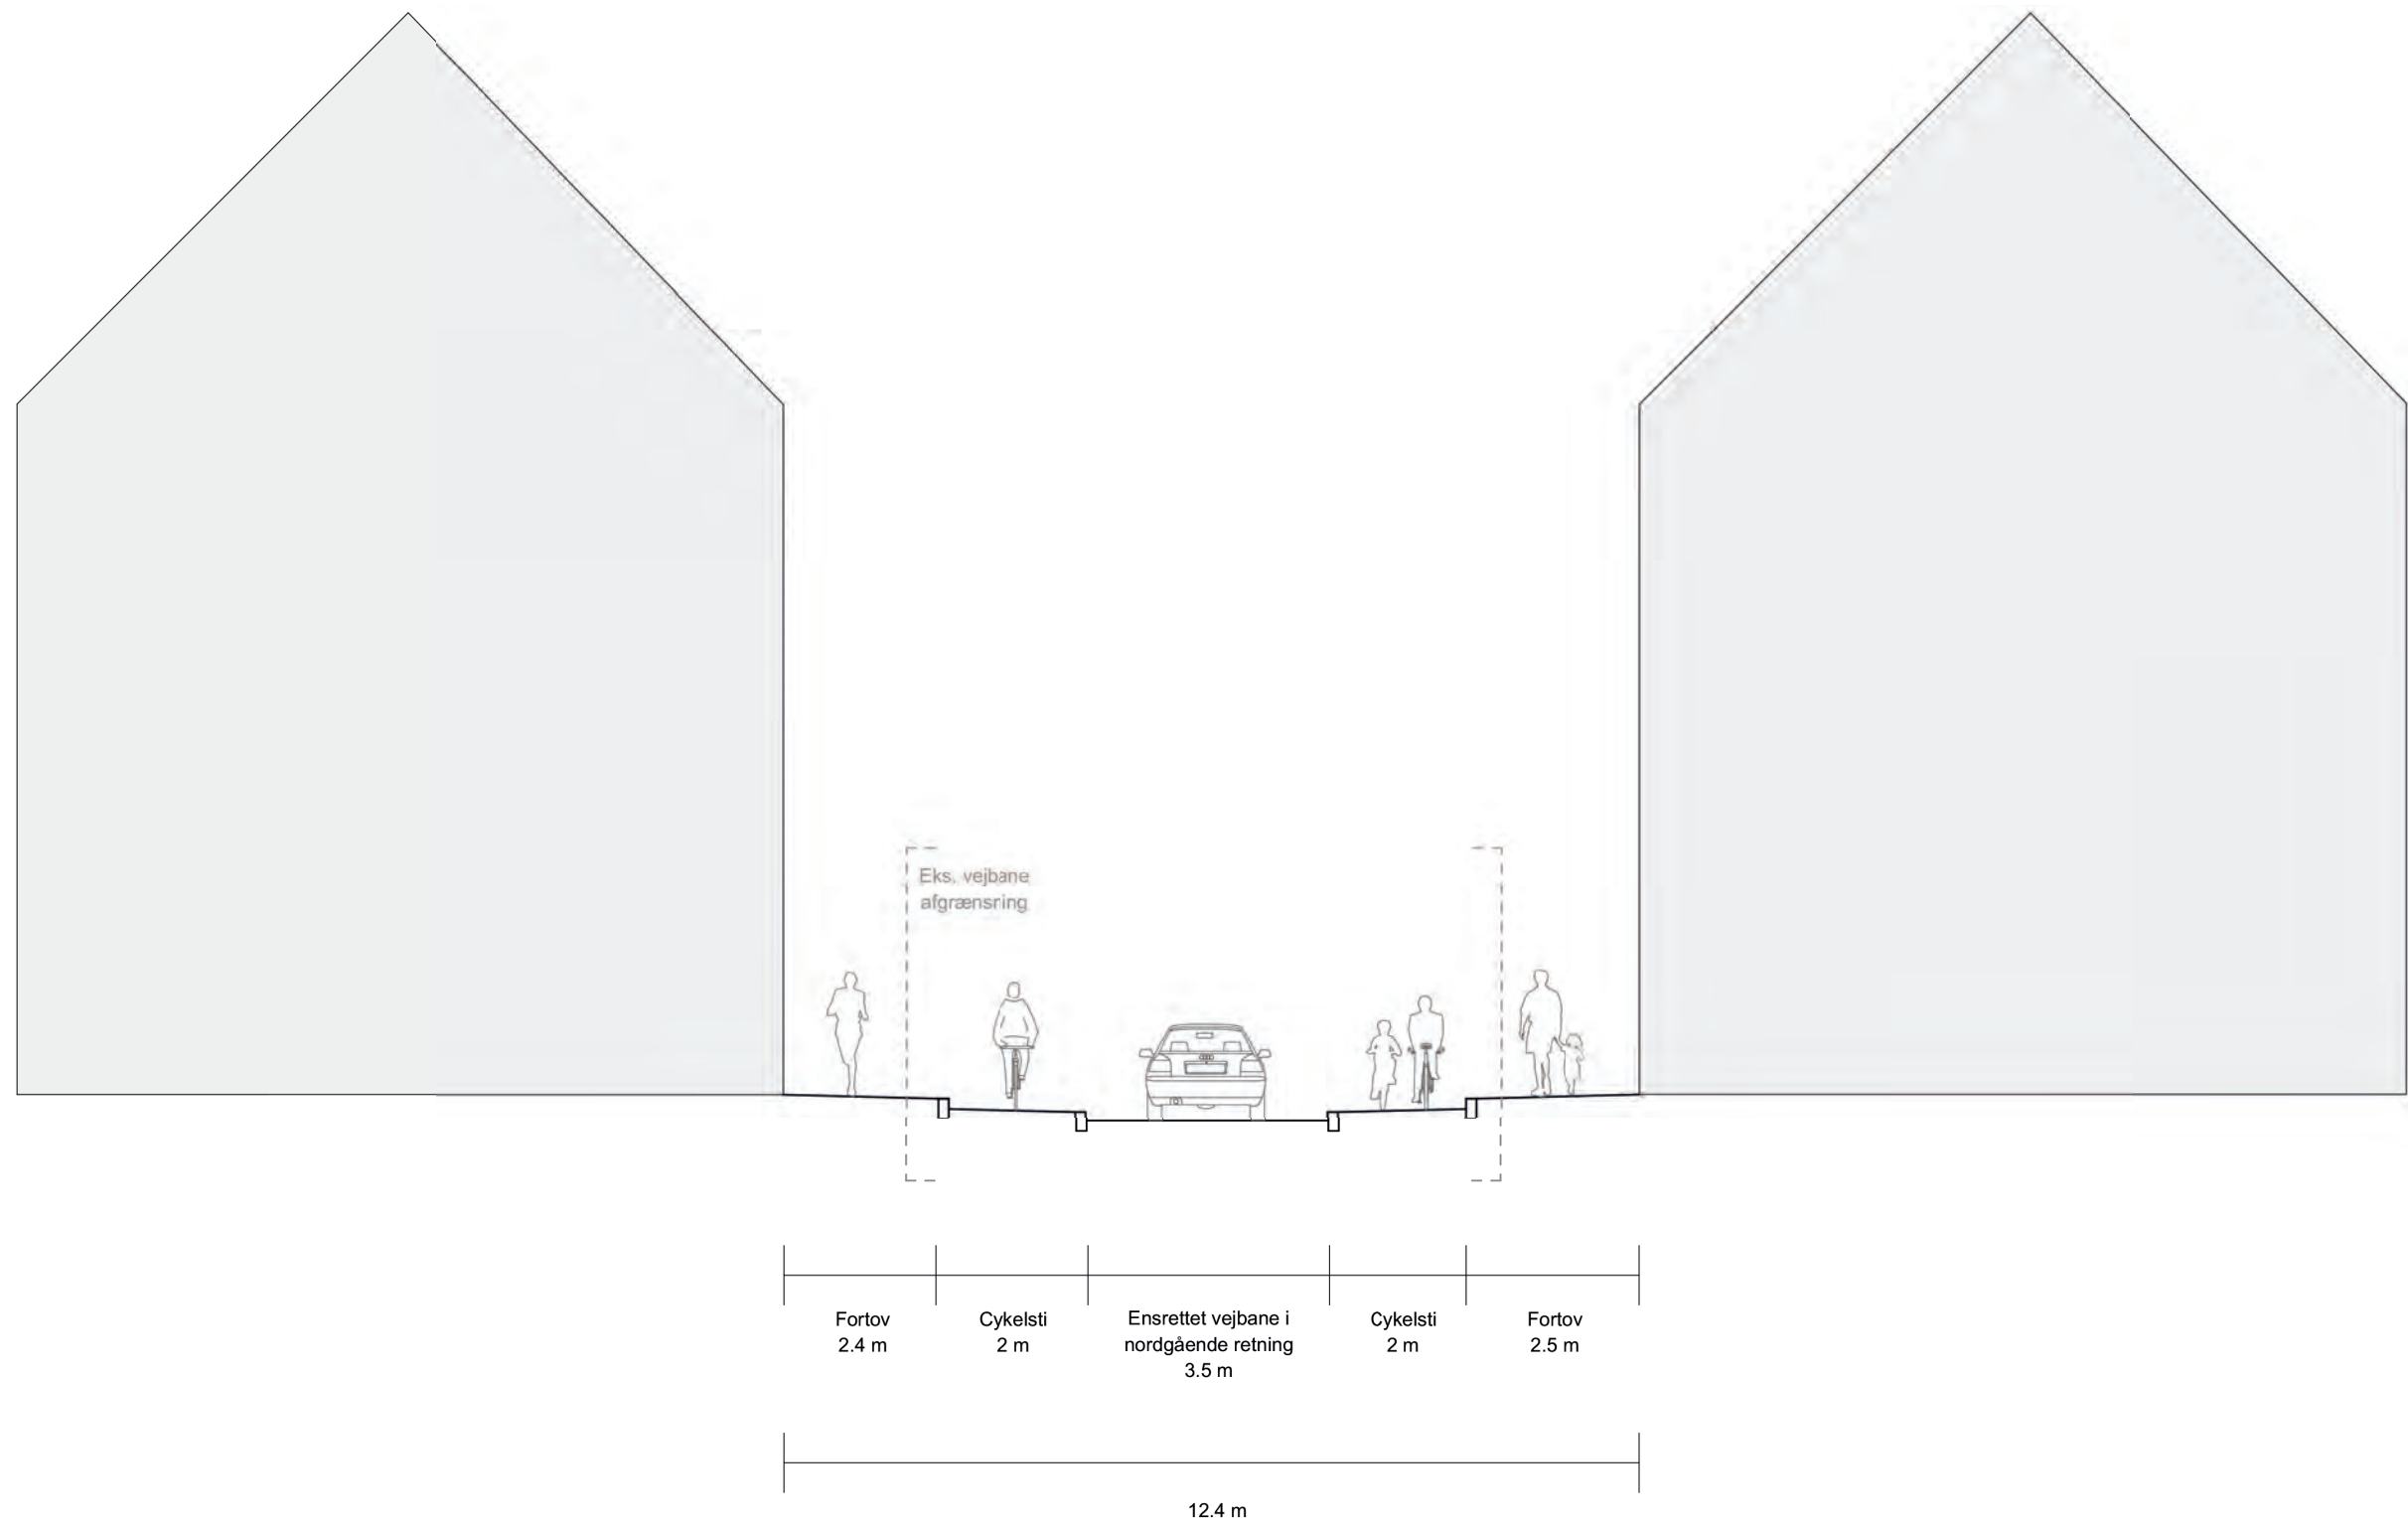 Eks. vejbane
afgrænsning
Fortov
2.4 m
Cykelsti
2 m
Ensrettet vejbane i
nordgående retning
3.5 m
Cykelsti
2 m
Fortov
2.5 m
12.4 m